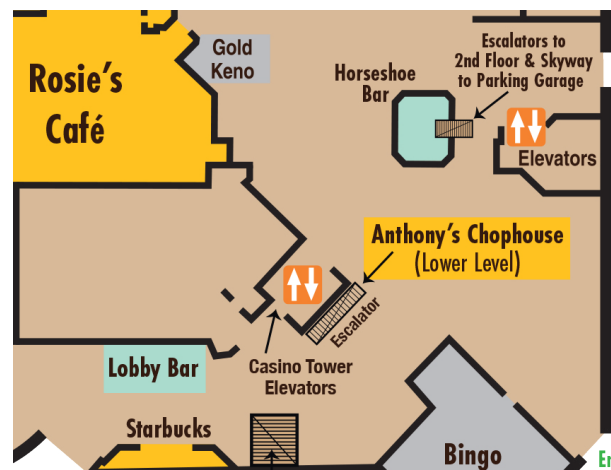 Gold
Keno
Rosie's
Café
Escalators to
2nd Floor & Skyway
to Parking Garage
Horseshoe
Bar
Elevators
Anthony's Chophouse
(Lower Level)
Escalator
Casino Tower
Elevators
Lobby Bar
Starbucks
Bingo